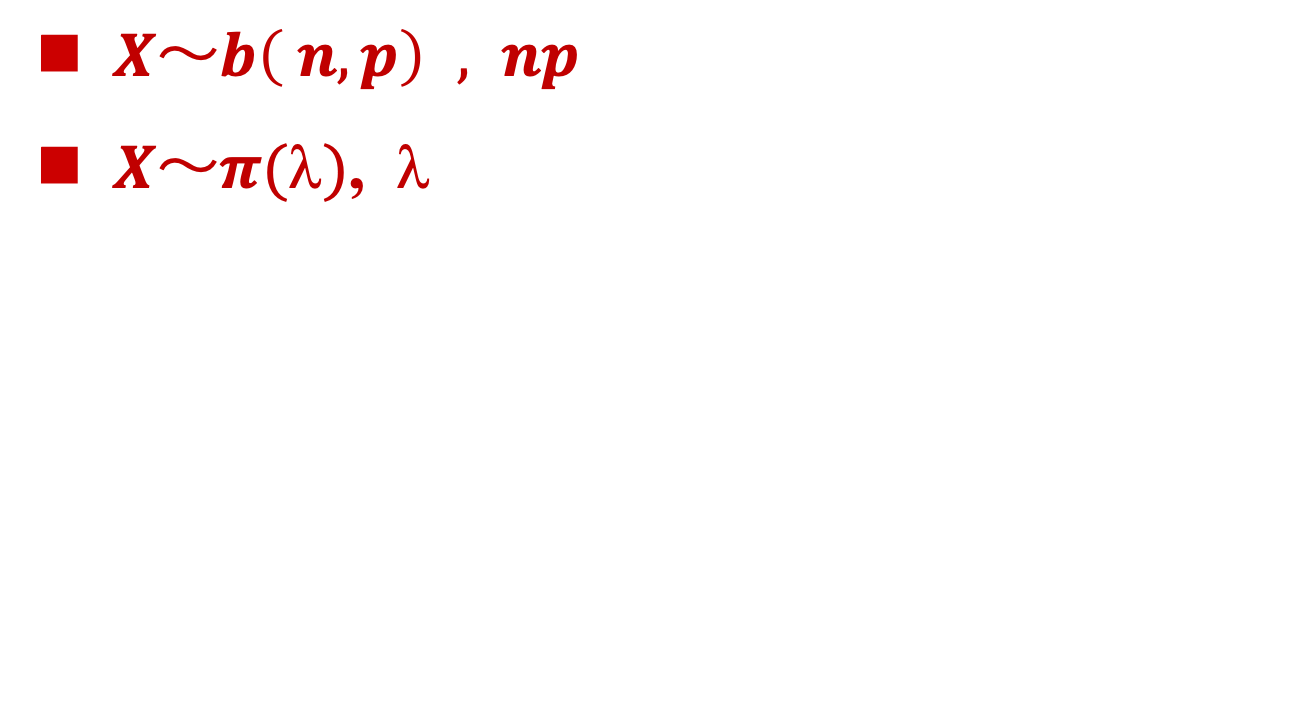 ■ X～b( n,p) , np
■ X～π(λ), λ